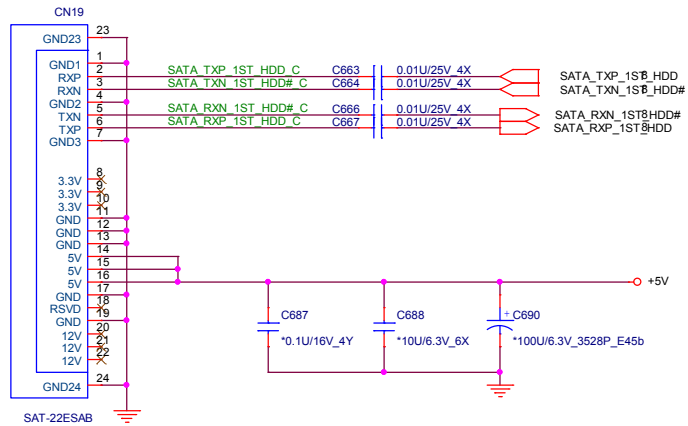 CN19
GND23 23
GND1 1
RXP 2 SATA_TXP_1ST_HDD_C C663 0.01U/25V_4X SATA_TXP_1ST_HDD 8
RXN 3 SATA_TXN_1ST_HDD#_C C664 0.01U/25V_4X SATA_TXN_1ST_HDD# 8
GND2 4
TXN 5 SATA_RXN_1ST_HDD#_C C666 0.01U/25V_4X SATA_RXN_1ST_HDD# 8
TXP 6 SATA_RXP_1ST_HDD_C C667 0.01U/25V_4X SATA_RXP_1ST_HDD 8
GND3 7
3.3V 8
3.3V 9
3.3V 10
GND 11
GND 12
GND 13
5V 14
5V 15
5V 16 +5V
GND 17
RSVD 18
GND 19
12V 20
12V 21
12V 22
C687 C688 + C690
*0.1U/16V_4Y *10U/6.3V_6X *100U/6.3V_3528P_E45b
GND24 24
SAT-22ESAB